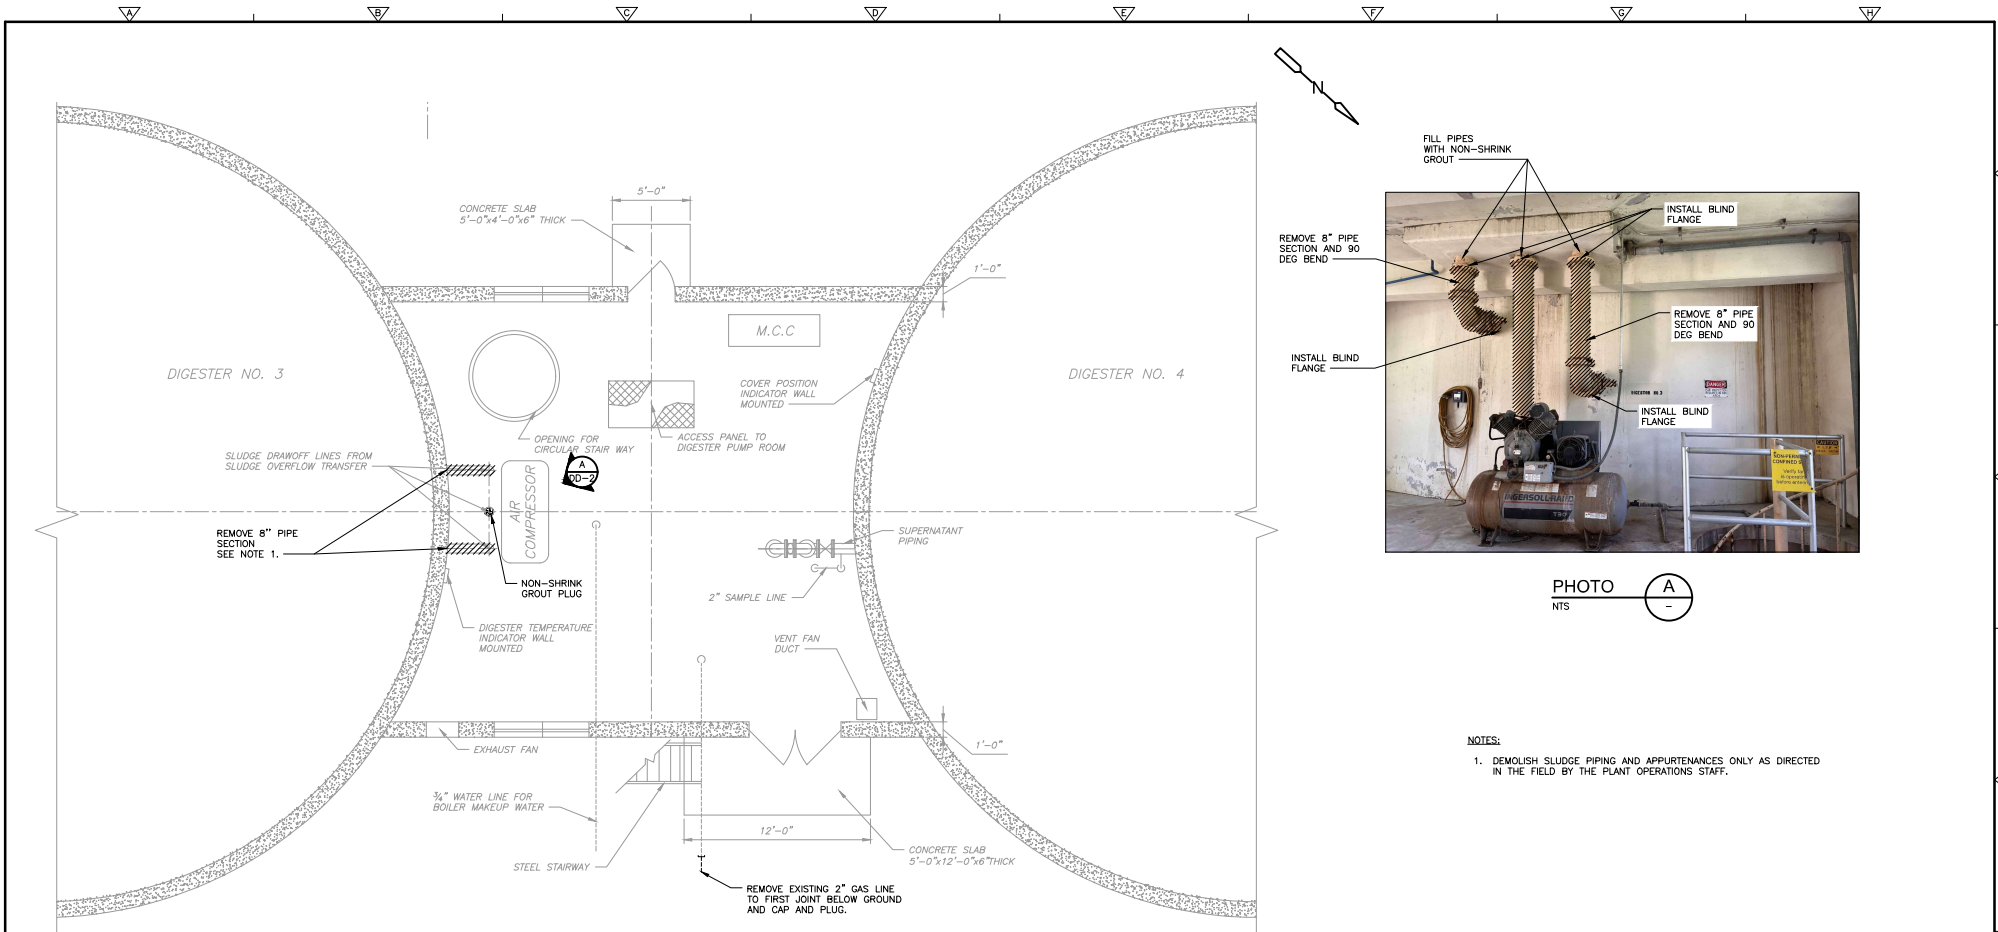 A
B
C
D
E
F
G
H
N
CONCRETE SLAB
5'-0"x4'-0"x6" THICK
5'-0"
1'-0"
M.C.C
DIGESTER NO. 3
DIGESTER NO. 4
COVER POSITION
INDICATOR WALL
MOUNTED
OPENING FOR
CIRCULAR STAIR WAY
ACCESS PANEL TO
DIGESTER PUMP ROOM
SLUDGE DRAWOFF LINES FROM
SLUDGE OVERFLOW TRANSFER
A
DD-2
AIR
COMPRESSOR
REMOVE 8" PIPE
SECTION
SEE NOTE 1.
SUPERNATANT
PIPING
NON-SHRINK
GROUT PLUG
2" SAMPLE LINE
DIGESTER TEMPERATURE
INDICATOR WALL
MOUNTED
VENT FAN
DUCT
EXHAUST FAN
1'-0"
¾" WATER LINE FOR
BOILER MAKEUP WATER
12'-0"
STEEL STAIRWAY
CONCRETE SLAB
5'-0"x12'-0"x6"THICK
REMOVE EXISTING 2" GAS LINE
TO FIRST JOINT BELOW GROUND
AND CAP AND PLUG.
FILL PIPES
WITH NON-SHRINK
GROUT
INSTALL BLIND
FLANGE
REMOVE 8" PIPE
SECTION AND 90
DEG BEND
REMOVE 8" PIPE
SECTION AND 90
DEG BEND
INSTALL BLIND
FLANGE
DIGESTER NO.3
DANGER
INSTALL BLIND
FLANGE
CAUTION
CONFINED
INGERSOLL-RAND
T30
PHOTO
NTS
A
-
NOTES:
1. DEMOLISH SLUDGE PIPING AND APPURTENANCES ONLY AS DIRECTED
IN THE FIELD BY THE PLANT OPERATIONS STAFF.